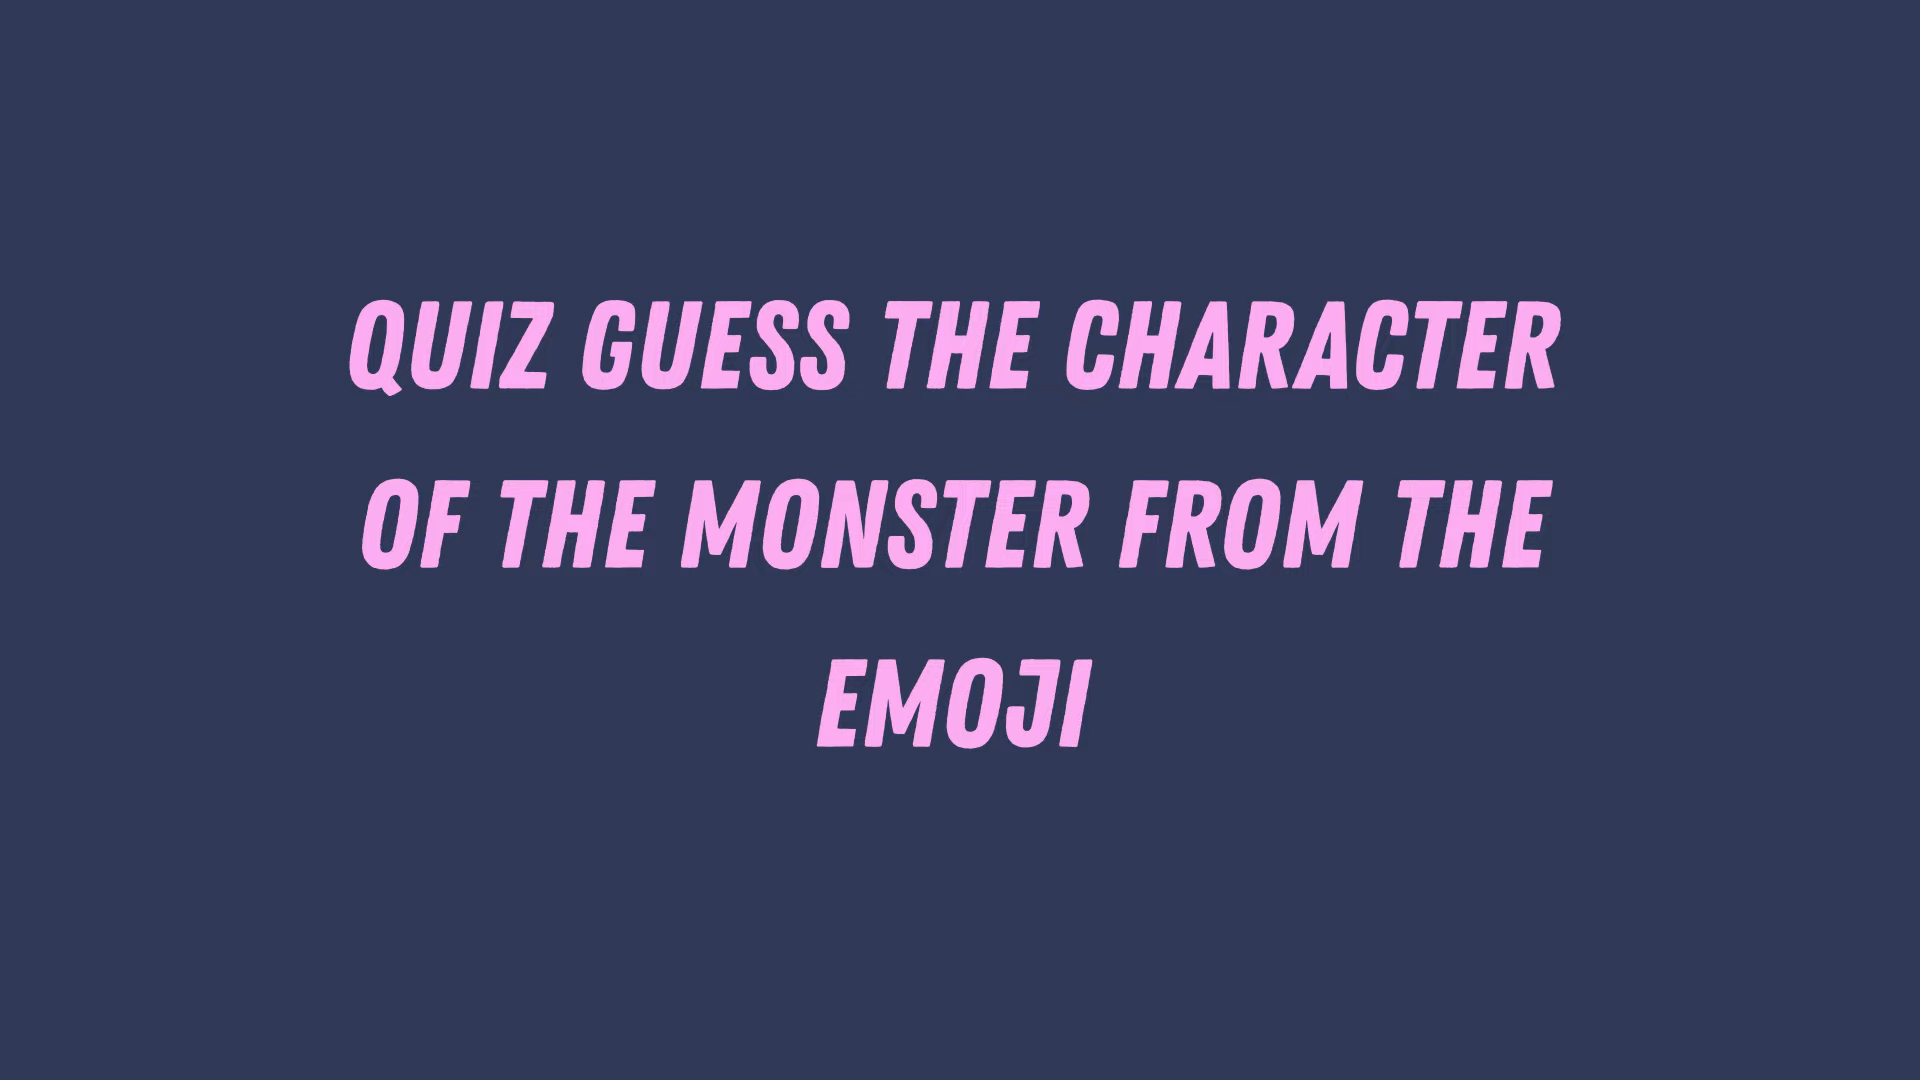 QUIZ GUESS THE CHARACTER
OF THE MONSTER FROM THE
EMOJI